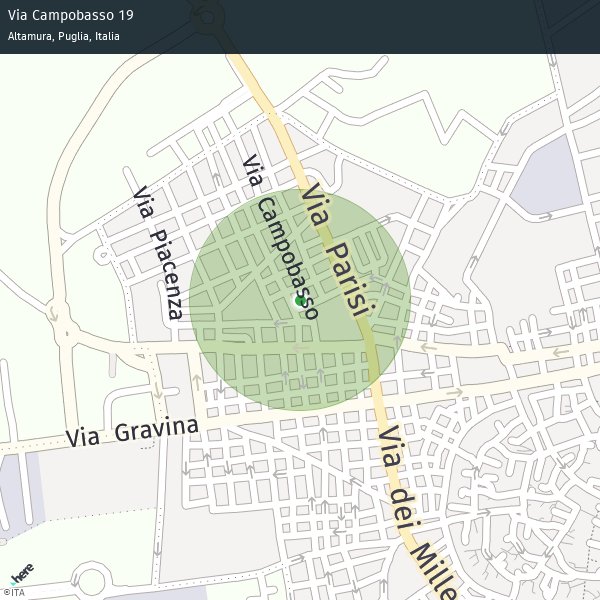 Via Campobasso 19
Altamura, Puglia, Italia
Via Campobasso
Via Parisi
Via Piacenza
Via Gravina
Via dei Mille
here
©ITA